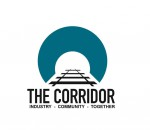 THE CORRIDOR
INDUSTRY · COMMUNITY · TOGETHER